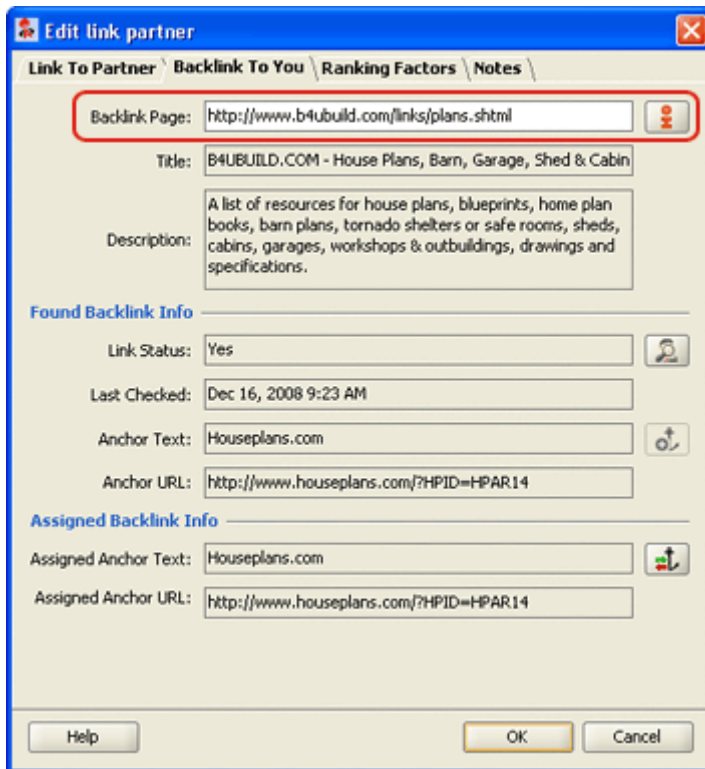 Edit link partner
Link To Partner Backlink To You Ranking Factors Notes
Backlink Page: http://www.b4ubuild.com/links/plans.shtml
Title: B4UBUILD.COM - House Plans, Barn, Garage, Shed & Cabin
Description: A list of resources for house plans, blueprints, home plan
books, barn plans, tornado shelters or safe rooms, sheds,
cabins, garages, workshops & outbuildings, drawings and
specifications.
Found Backlink Info
Link Status: Yes
Last Checked: Dec 16, 2008 9:23 AM
Anchor Text: Houseplans.com
Anchor URL: http://www.houseplans.com/?HPID=HPAR14
Assigned Backlink Info
Assigned Anchor Text: Houseplans.com
Assigned Anchor URL: http://www.houseplans.com/?HPID=HPAR14
Help OK Cancel